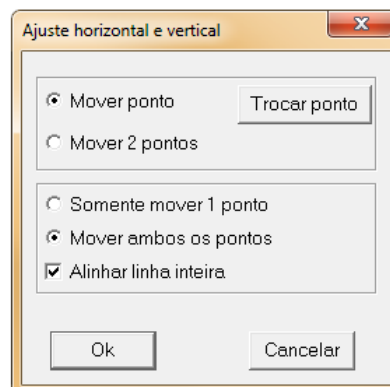 Ajuste horizontal e vertical
Mover ponto
Trocar ponto
Mover 2 pontos
Somente mover 1 ponto
Mover ambos os pontos
Alinhar linha inteira
Ok
Cancelar